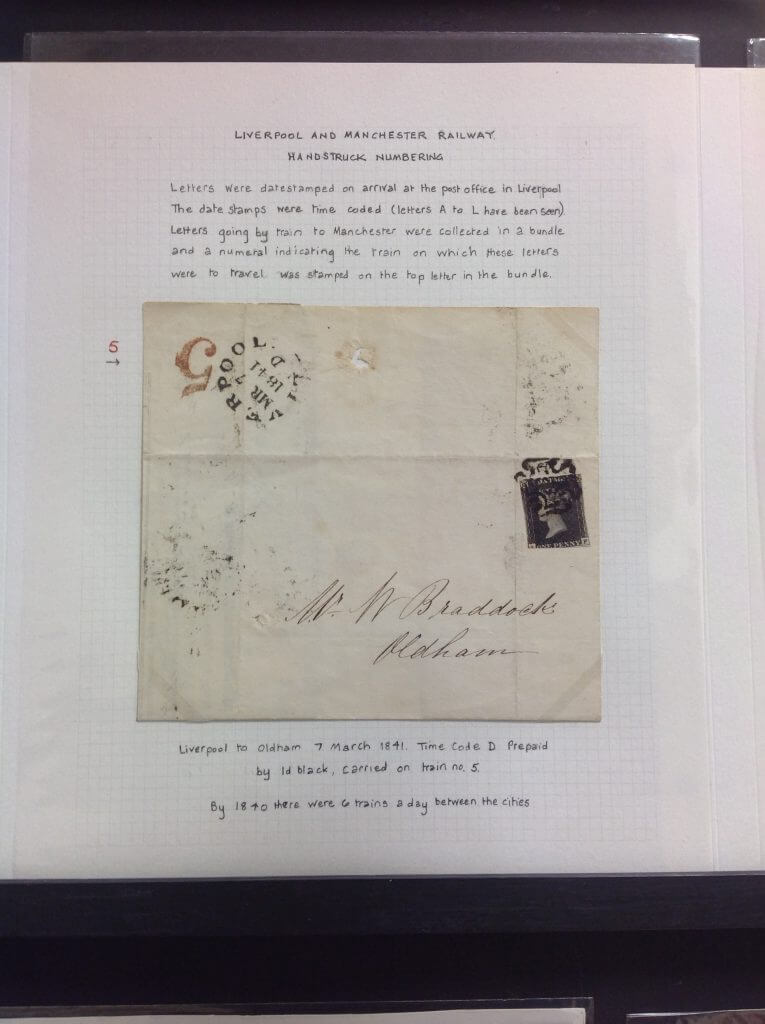 LIVERPOOL AND MANCHESTER RAILWAY.
HANDSTRUCK NUMBERING
Letters were datestamped on arrival at the post office in Liverpool
The date stamps were time coded (letters A to L have been seen)
Letters going by train to Manchester were collected in a bundle
and a numeral indicating the train on which these letters
were to travel was stamped on the top letter in the bundle.
5
→
5
RPOOL
D
MR 7
1841
ONE PENNY
Mr W Braddock
Oldham
Liverpool to Oldham 7 March 1841. Time Code D Prepaid
by 1d black, carried on train no. 5.
By 1840 there were 6 trains a day between the cities